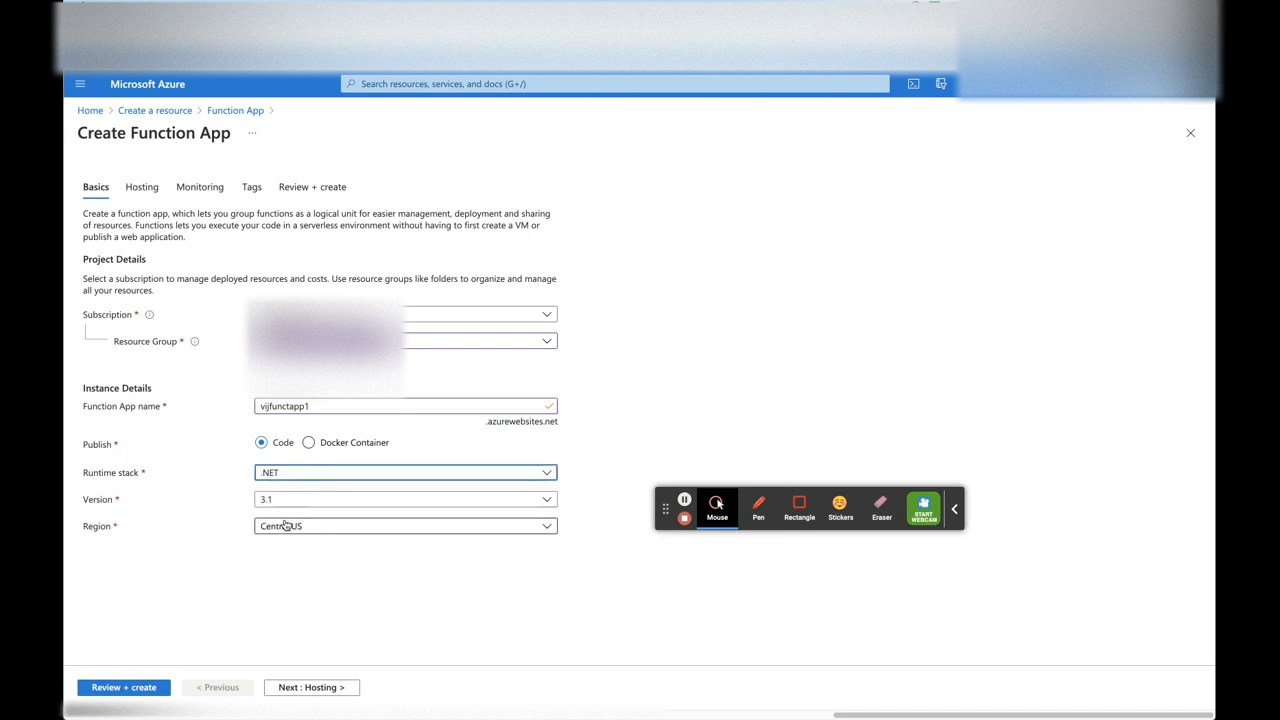 Microsoft Azure
Search resources, services, and docs (G+/)
Home > Create a resource > Function App >
Create Function App ...
Basics Hosting Monitoring Tags Review + create
Create a function app, which lets you group functions as a logical unit for easier management, deployment and sharing
of resources. Functions lets you execute your code in a serverless environment without having to first create a VM or
publish a web application.
Project Details
Select a subscription to manage deployed resources and costs. Use resource groups like folders to organize and manage
all your resources.
Subscription *
Resource Group *
Instance Details
Function App name * vijfunctapp1
.azurewebsites.net
Publish * Code Docker Container
Runtime stack * .NET
Version * 3.1
Region * Central US
Mouse Pen Rectangle Stickers Eraser START
WEBCAM
Review + create < Previous Next : Hosting >